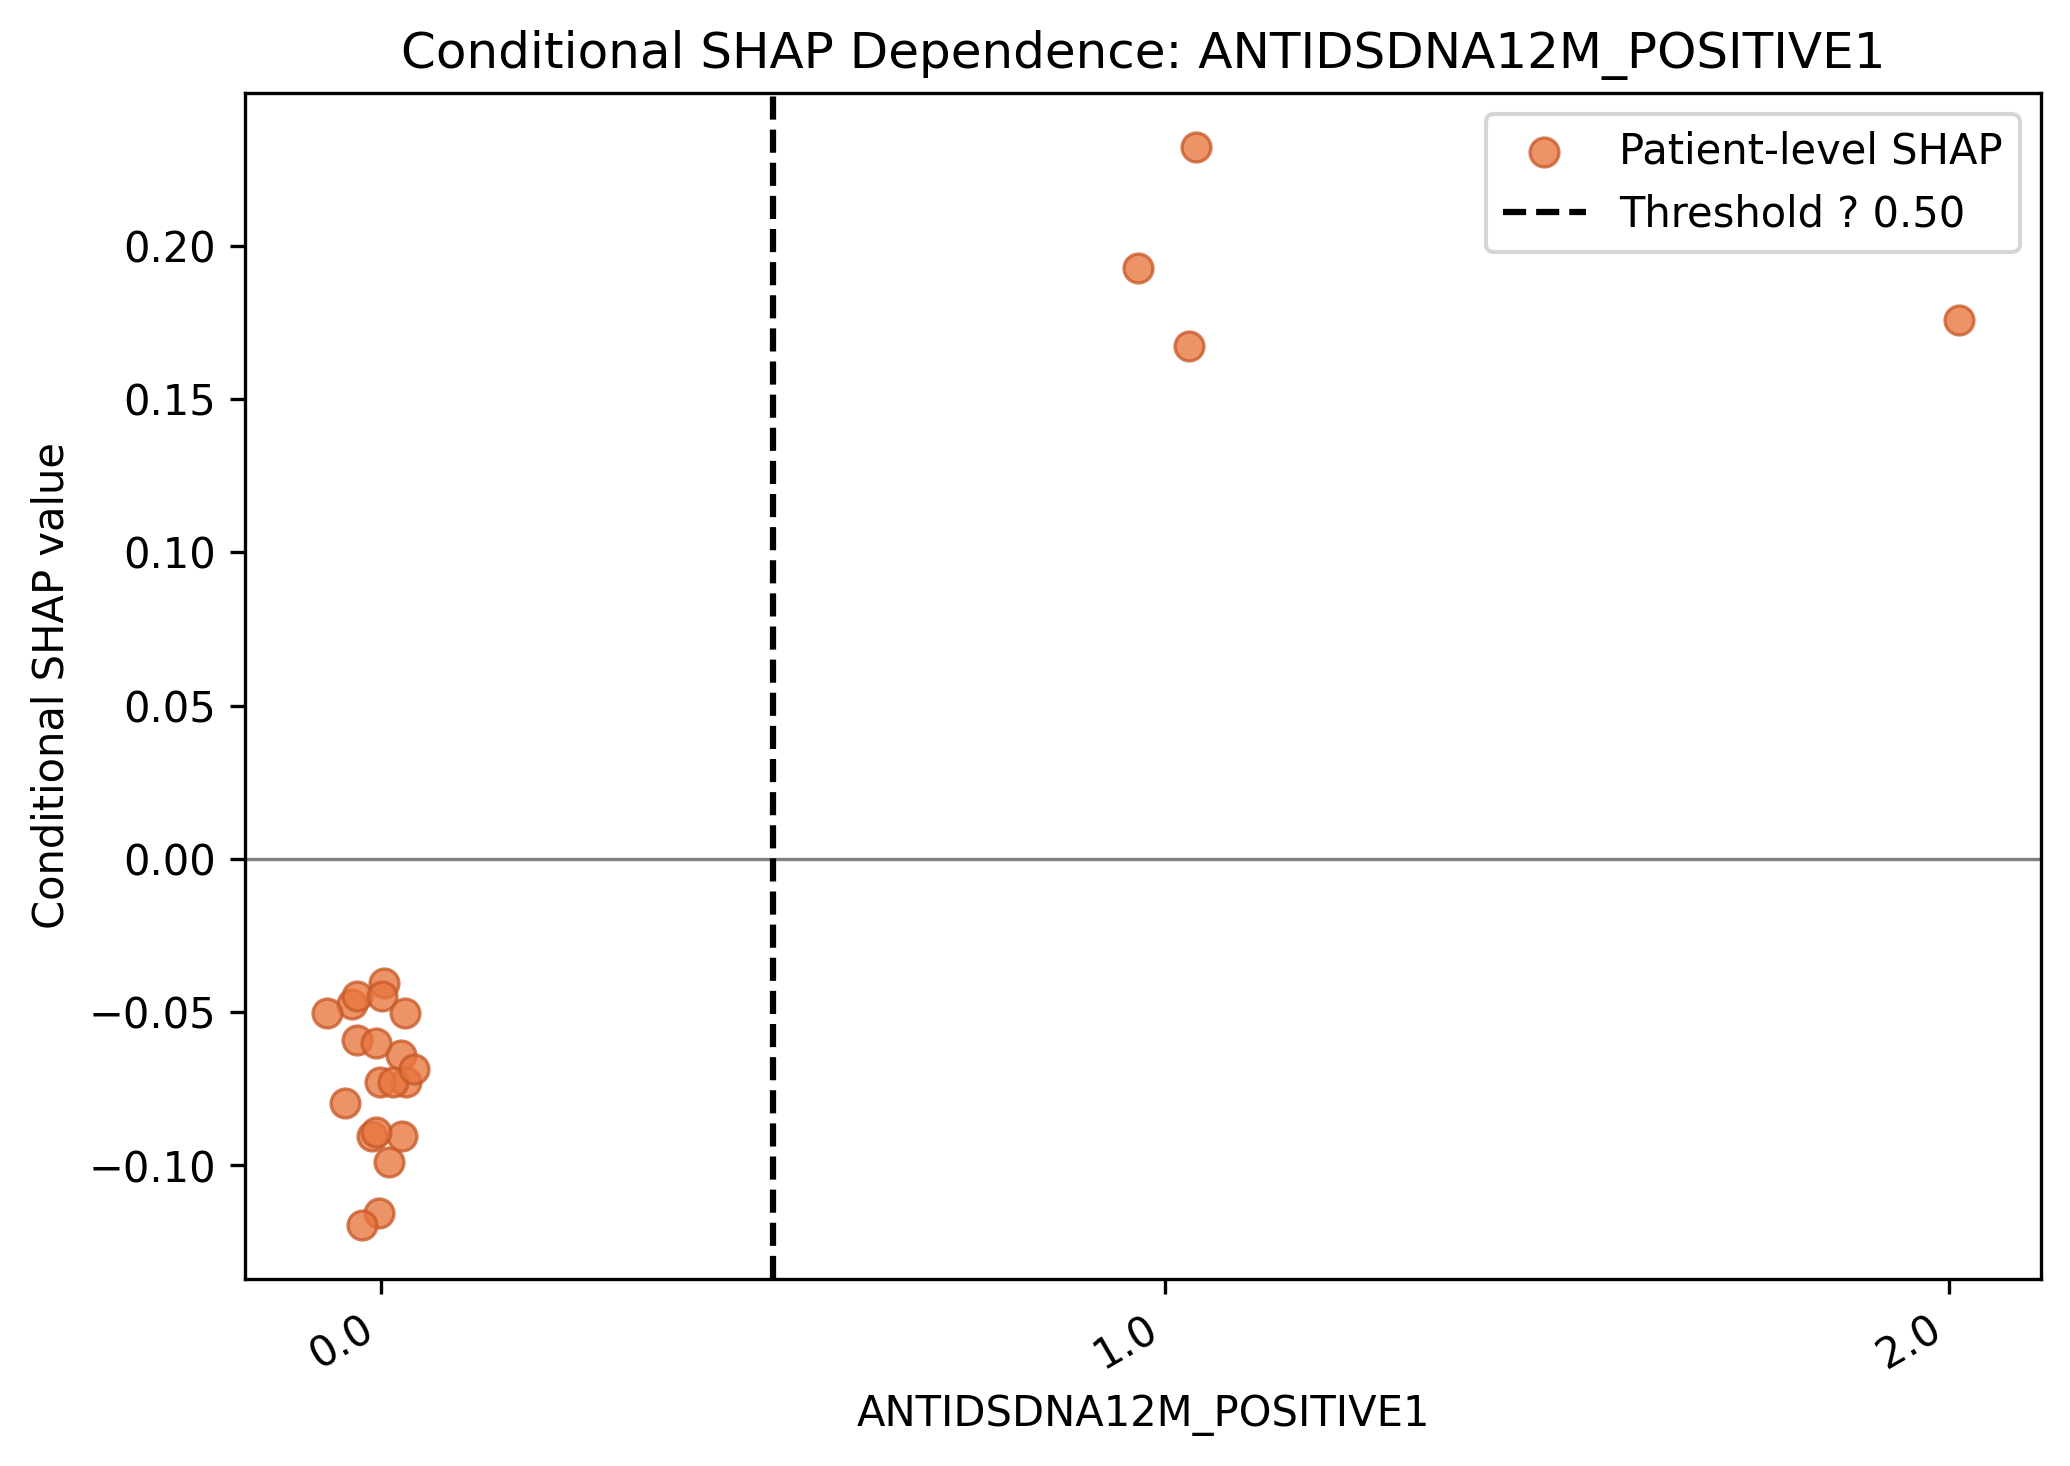 Conditional SHAP Dependence: ANTIDSDNA12M_POSITIVE1
Patient-level SHAP
Threshold ? 0.50
Conditional SHAP value
0.20
0.15
0.10
0.05
0.00
−0.05
−0.10
0.0
1.0
2.0
ANTIDSDNA12M_POSITIVE1